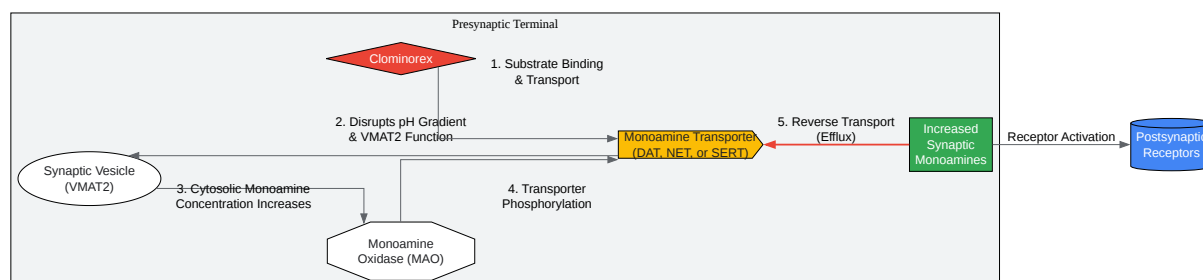 Presynaptic Terminal
Clominorex
1. Substrate Binding
& Transport
2. Disrupts pH Gradient
& VMAT2 Function
Monoamine Transporter
(DAT, NET, or SERT)
5. Reverse Transport
(Efflux)
Increased
Synaptic
Monoamines
Receptor Activation
Postsynaptic
Receptors
Synaptic Vesicle
(VMAT2)
3. Cytosolic Monoamine
Concentration Increases
4. Transporter
Phosphorylation
Monoamine
Oxidase (MAO)